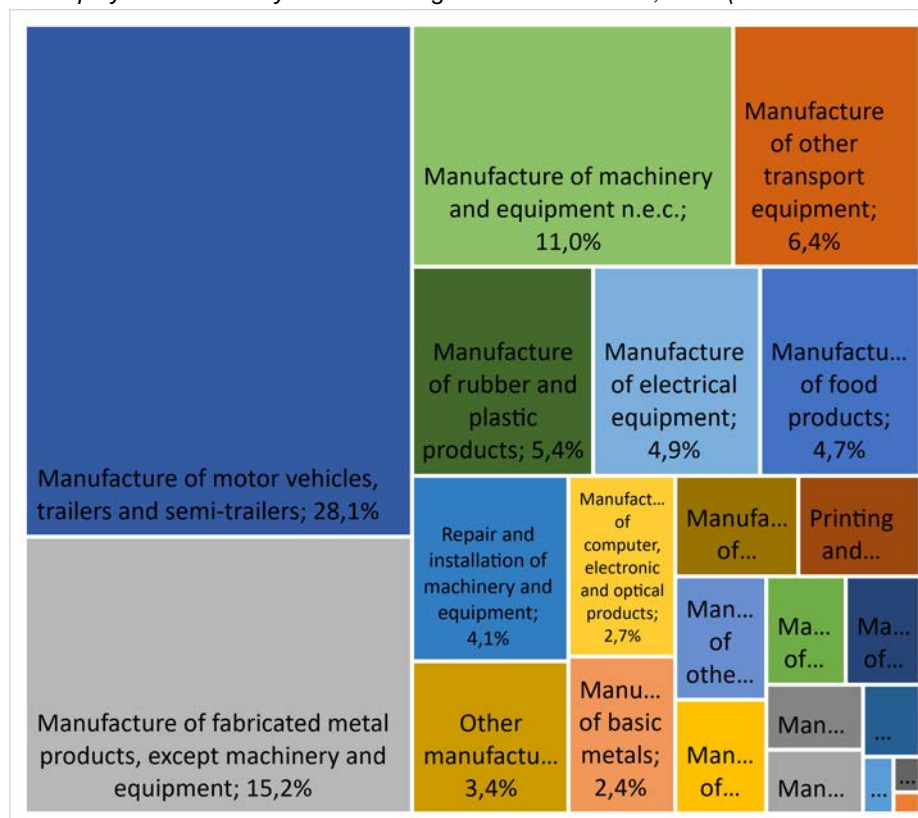 Manufacture of motor vehicles,
trailers and semi-trailers; 28,1%
Manufacture of fabricated metal
products, except machinery and
equipment; 15,2%
Manufacture of machinery
and equipment n.e.c.;
11,0%
Manufacture
of other
transport
equipment;
6,4%
Manufacture
of rubber and
plastic
products; 5,4%
Manufacture
of electrical
equipment;
4,9%
Manufactu...
of food
products;
4,7%
Repair and
installation of
machinery and
equipment;
4,1%
Other
manufactu...
3,4%
Manufact...
of
computer,
electronic
and optical
products;
2,7%
Manu...
of basic
metals;
2,4%
Manufa...
of...
Printing
and...
Man...
of
othe...
Man...
of...
Ma...
of...
Ma...
of...
Man...
Man...
...
...
...